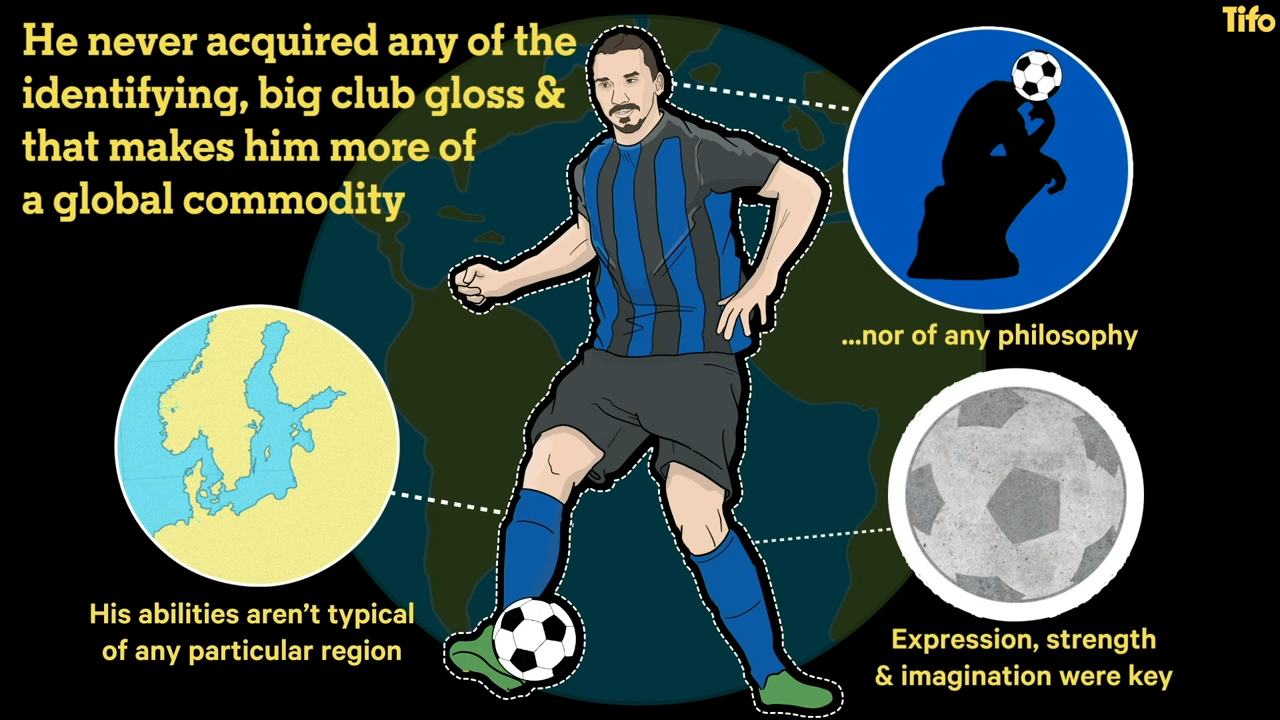 He never acquired any of the
identifying, big club gloss &
that makes him more of
a global commodity
Tifo
...nor of any philosophy
His abilities aren't typical
of any particular region
Expression, strength
& imagination were key